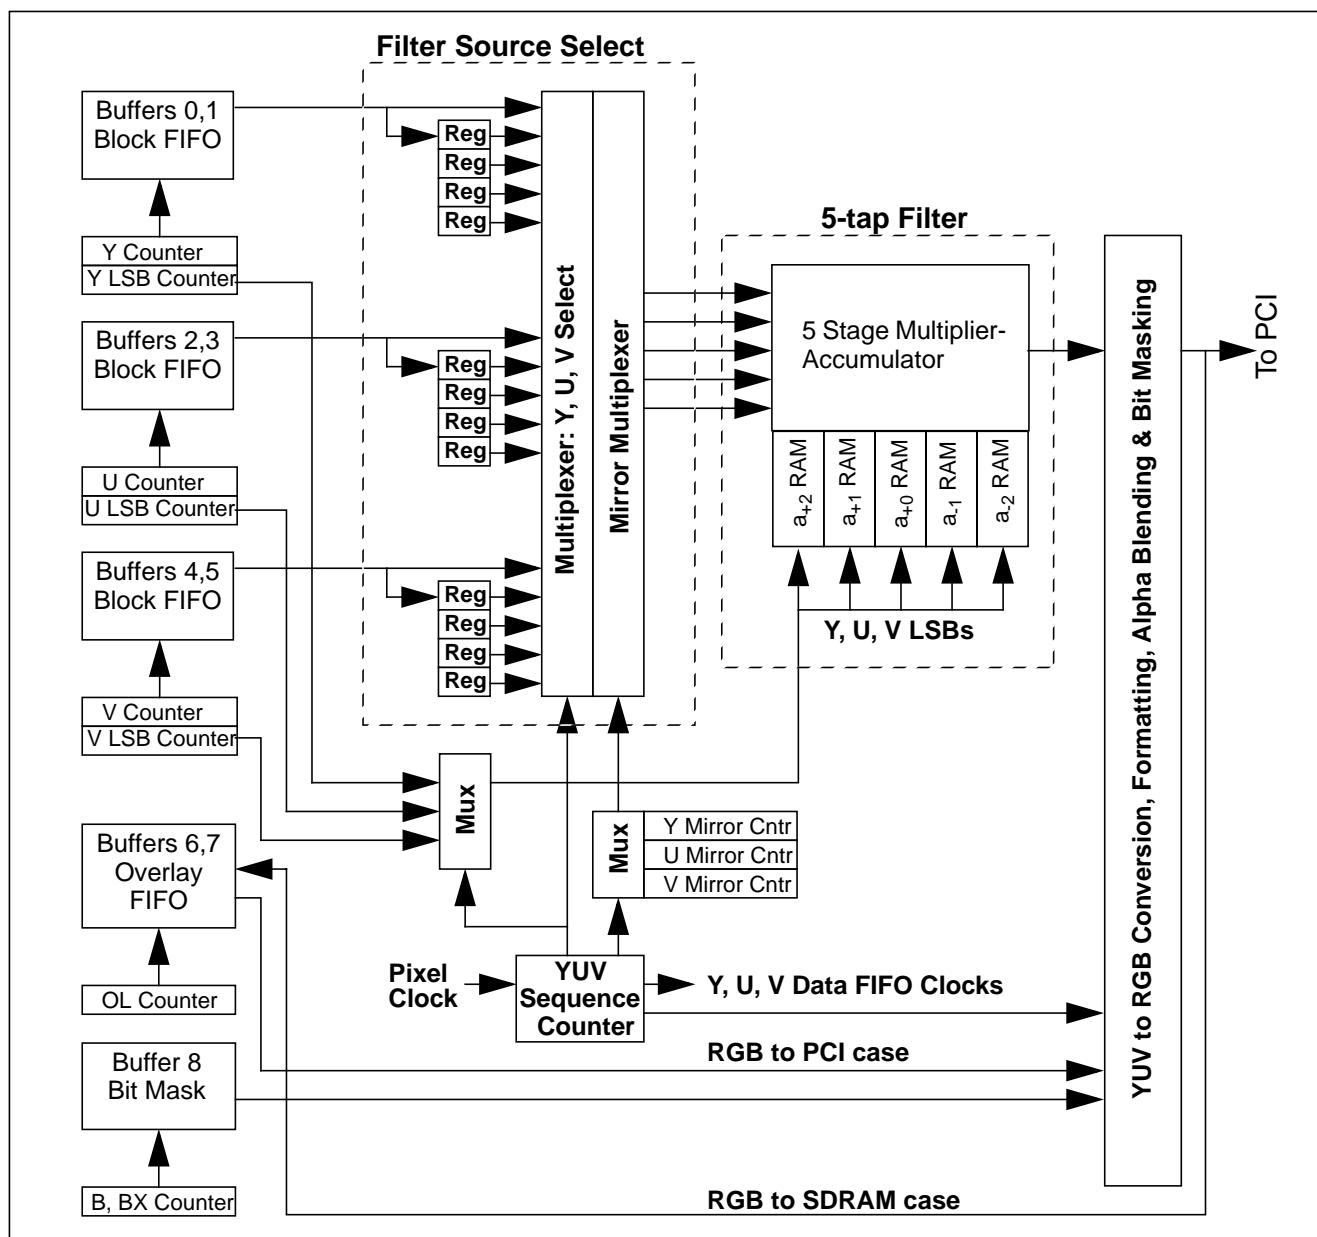 Filter Source Select
Buffers 0,1
Block FIFO
Reg
Reg
Reg
Reg
Y Counter
Y LSB Counter
Buffers 2,3
Block FIFO
Reg
Reg
Reg
Reg
U Counter
U LSB Counter
Buffers 4,5
Block FIFO
Reg
Reg
Reg
Reg
V Counter
V LSB Counter
Multiplexer: Y, U, V Select
Mirror Multiplexer
5-tap Filter
5 Stage Multiplier-
Accumulator
a+2 RAM
a+1 RAM
a+0 RAM
a-1 RAM
a-2 RAM
Y, U, V LSBs
YUV to RGB Conversion, Formatting, Alpha Blending & Bit Masking
To PCI
Mux
Mux
Y Mirror Cntr
U Mirror Cntr
V Mirror Cntr
Buffers 6,7
Overlay
FIFO
OL Counter
Pixel
Clock
YUV
Sequence
Counter
Y, U, V Data FIFO Clocks
RGB to PCI case
Buffer 8
Bit Mask
B, BX Counter
RGB to SDRAM case